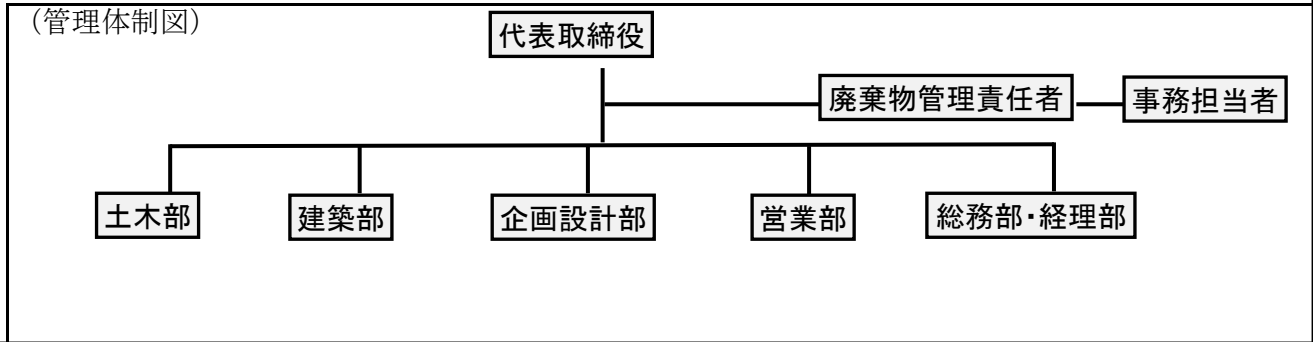 （管理体制図）
代表取締役
廃棄物管理責任者
事務担当者
土木部
建築部
企画設計部
営業部
総務部・経理部